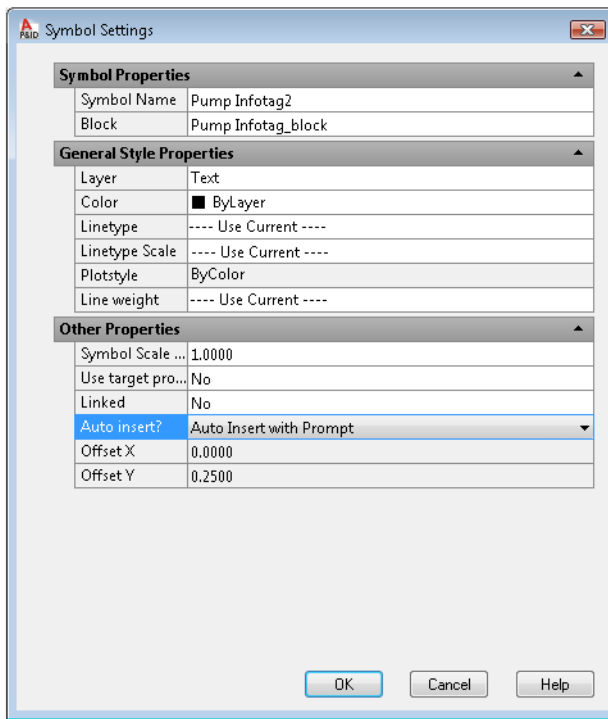 P&ID Symbol Settings
Symbol Properties
Symbol Name Pump Infotag2
Block Pump Infotag_block
General Style Properties
Layer Text
Color ByLayer
Linetype ---- Use Current ----
Linetype Scale ---- Use Current ----
Plotstyle ByColor
Line weight ---- Use Current ----
Other Properties
Symbol Scale ... 1.0000
Use target pro... No
Linked No
Auto insert? Auto Insert with Prompt
Offset X 0.0000
Offset Y 0.2500
OK Cancel Help